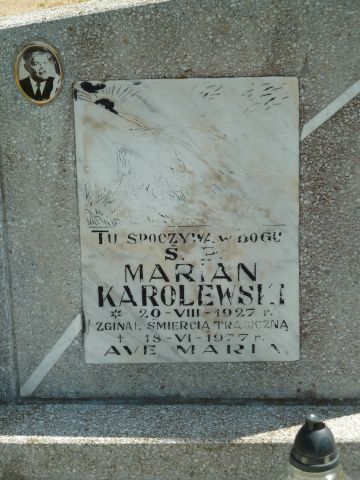 TU SPOCZYWA W BOGU
Ś. P.
MARIAN
KAROLEWSKI
* 20-VIII-1927 r.
ZGINĄŁ ŚMIERCIĄ TRAGICZNĄ
† 18-VI-1977 r.
AVE MARIA